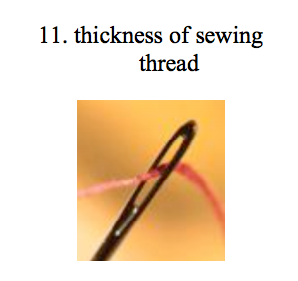 11. thickness of sewing
thread